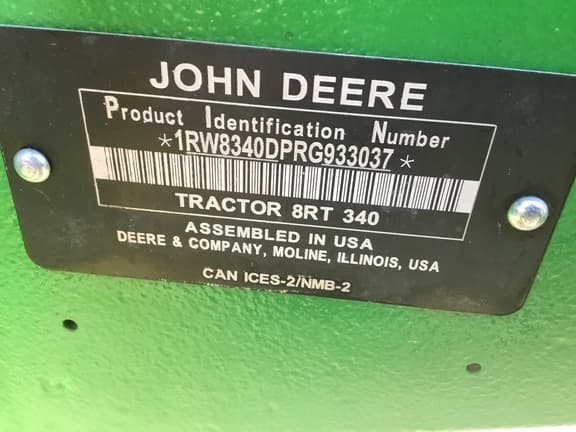 JOHN DEERE
Product Identification Number
*1RW8340DPRG933037*
TRACTOR 8RT 340
ASSEMBLED IN USA
DEERE & COMPANY, MOLINE, ILLINOIS, USA
CAN ICES-2/NMB-2